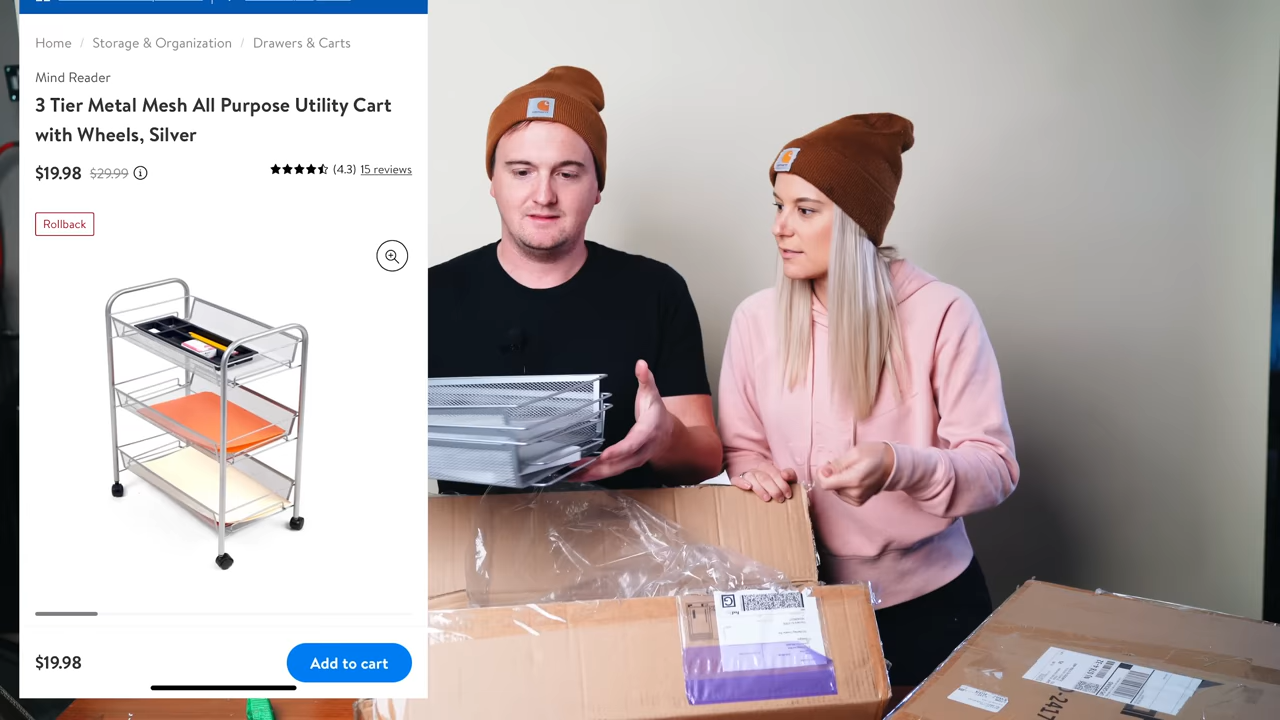 Home / Storage & Organization / Drawers & Carts
Mind Reader
3 Tier Metal Mesh All Purpose Utility Cart
with Wheels, Silver
$19.98 $29.99 (4.3) 15 reviews
Rollback
$19.98 Add to cart